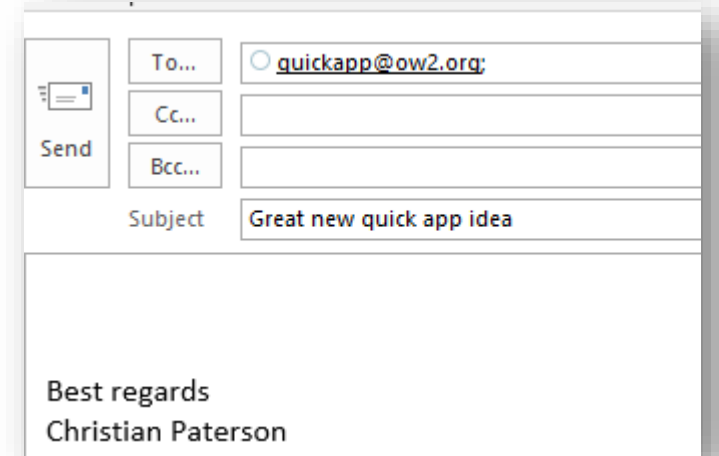 To...
quickapp@ow2.org;
Cc...
Send
Bcc...
Subject
Great new quick app idea
Best regards
Christian Paterson